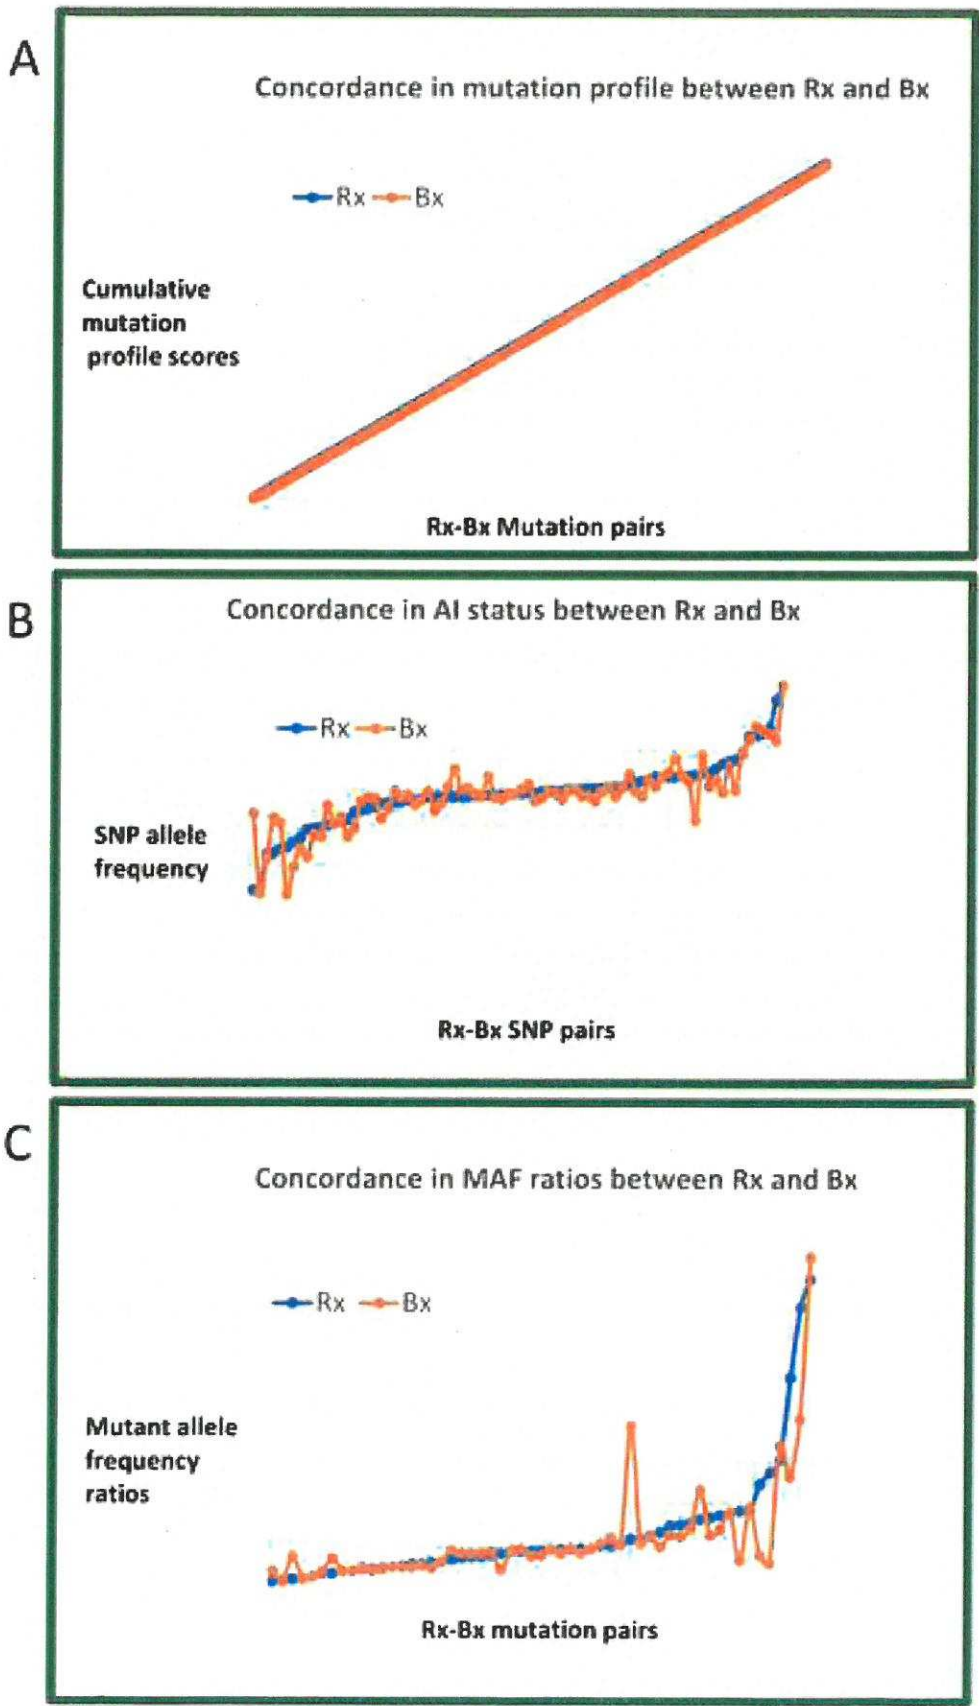 A
Concordance in mutation profile between Rx and Bx
Rx Bx
Cumulative
mutation
profile scores
Rx-Bx Mutation pairs
B
Concordance in AI status between Rx and Bx
Rx Bx
SNP allele
frequency
Rx-Bx SNP pairs
C
Concordance in MAF ratios between Rx and Bx
Rx Bx
Mutant allele
frequency
ratios
Rx-Bx mutation pairs